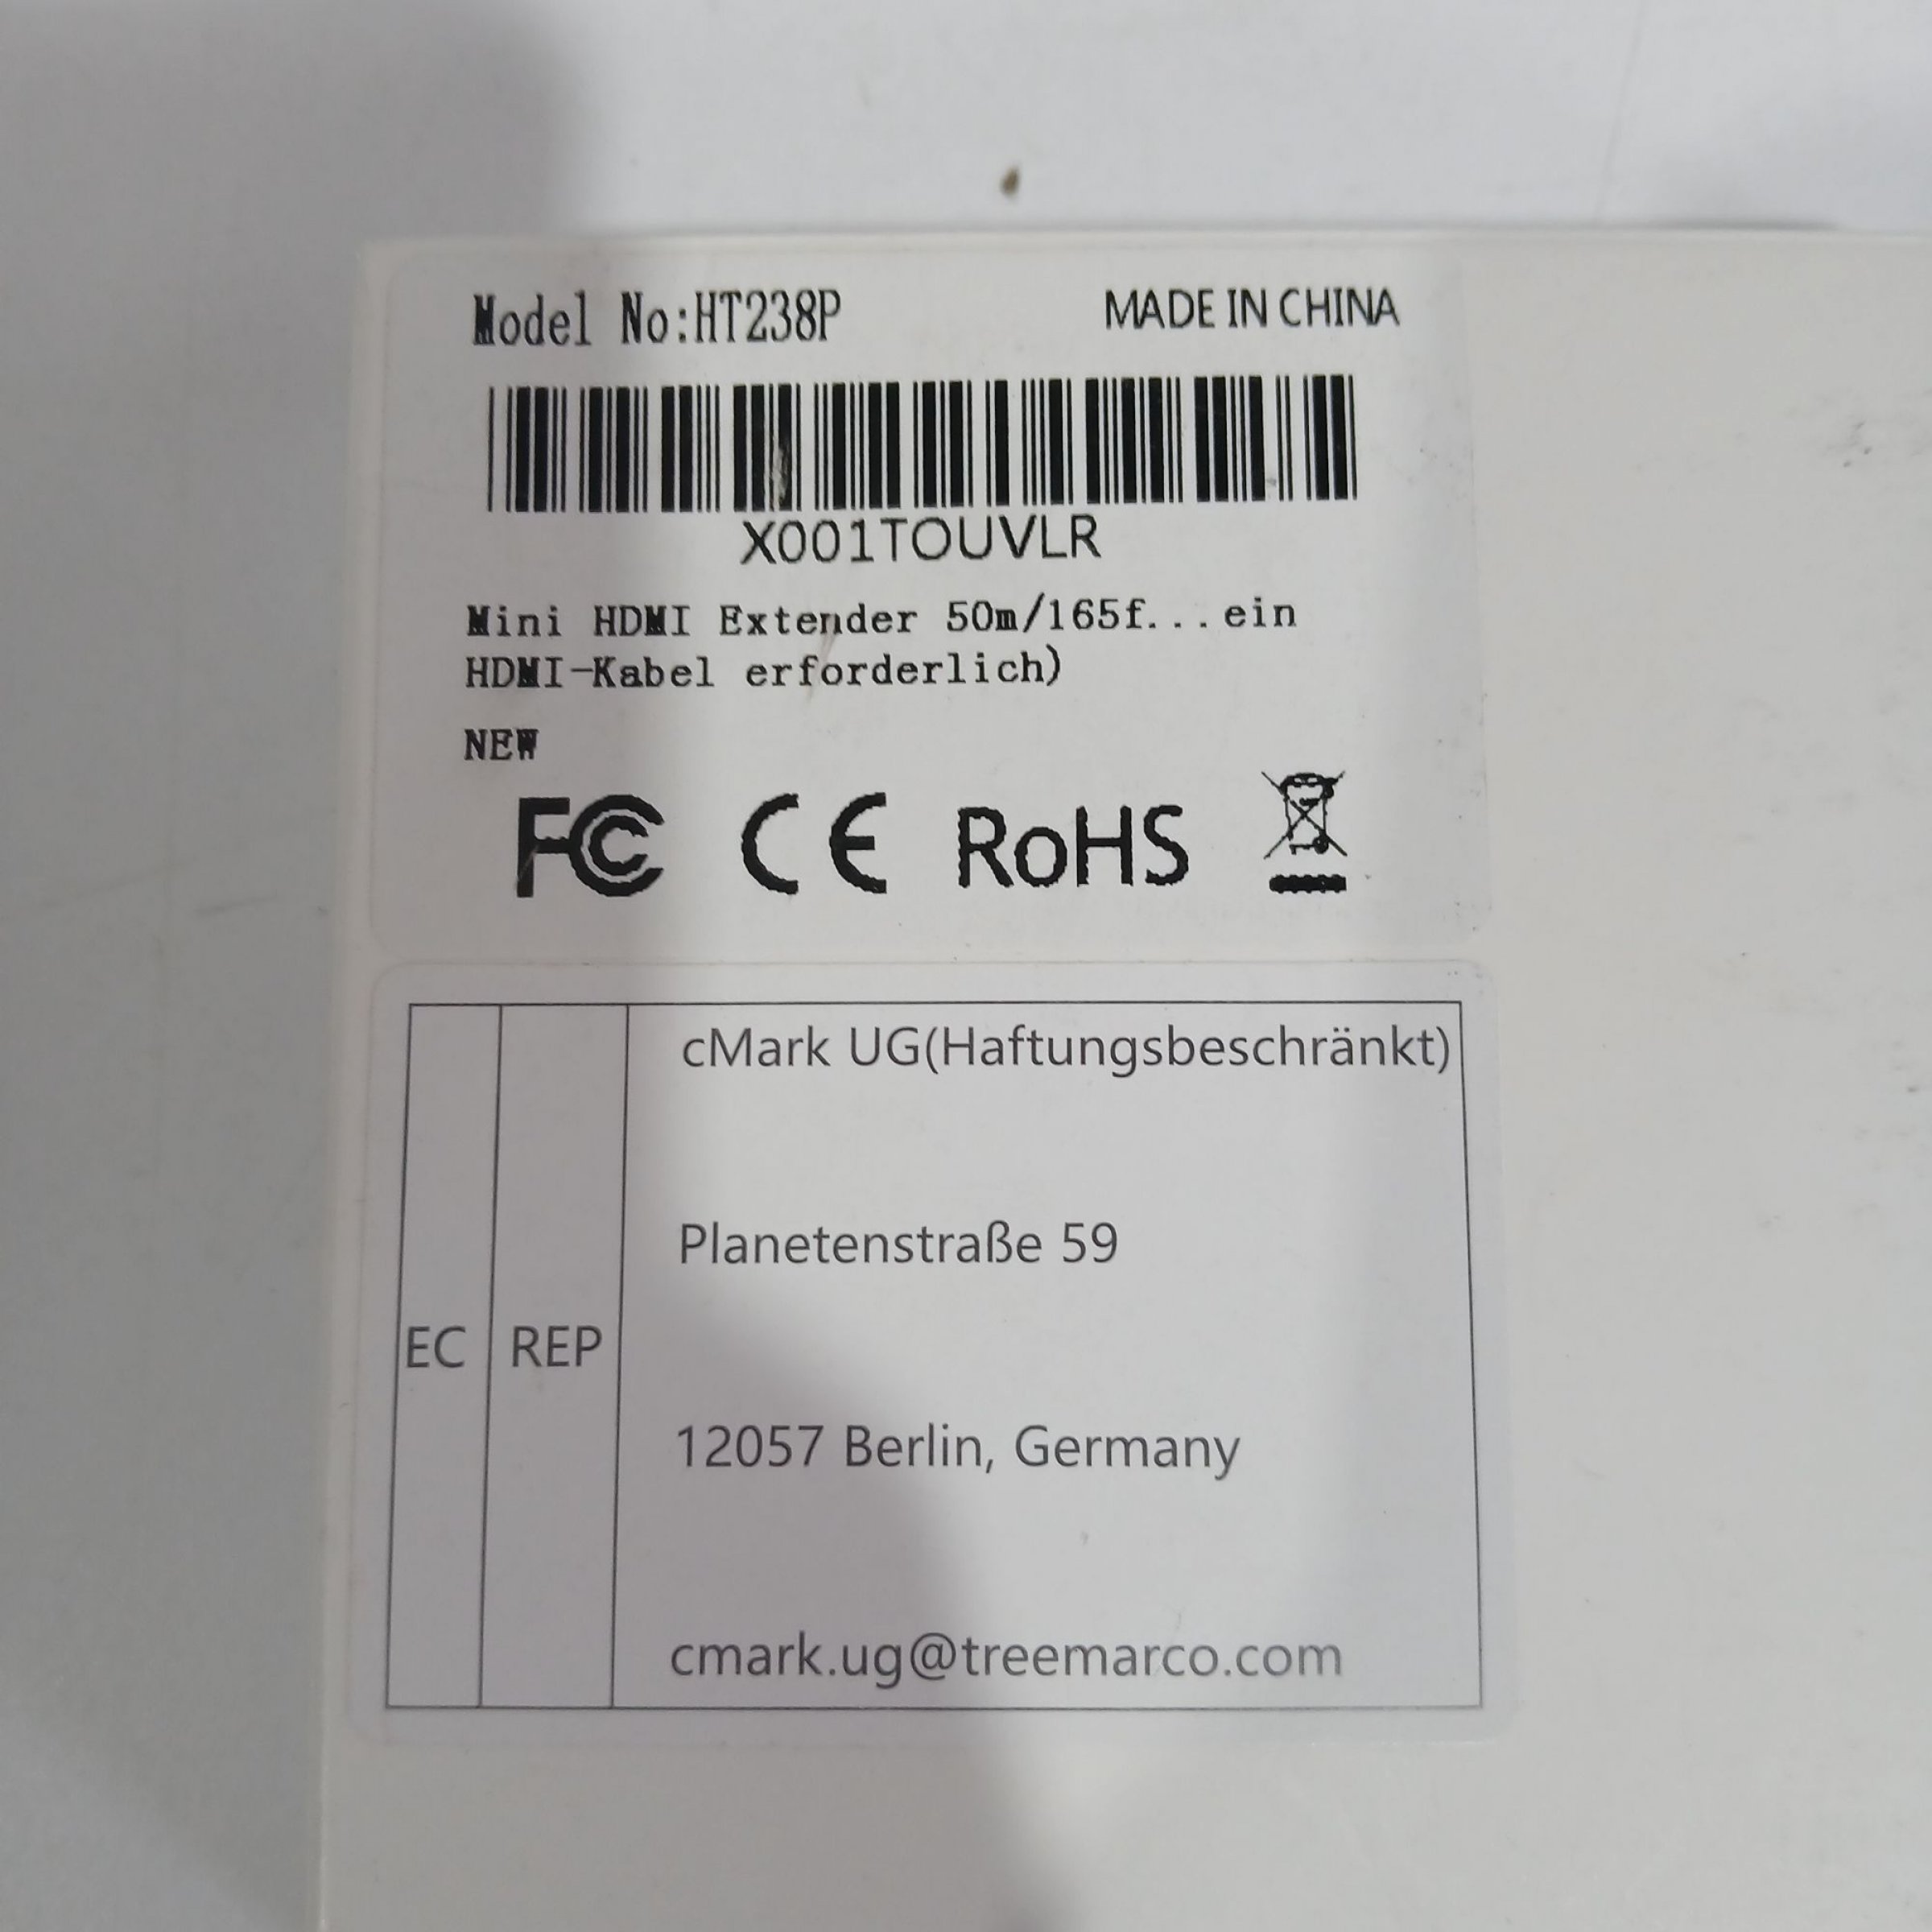 Model No:HT238P MADE IN CHINA
X001TOUVLR
Mini HDMI Extender 50m/165f...ein
HDMI-Kabel erforderlich)
NEW
FC CE RoHS
EC REP
cMark UG(Haftungsbeschränkt)
Planetenstraße 59
12057 Berlin, Germany
cmark.ug@treemarco.com